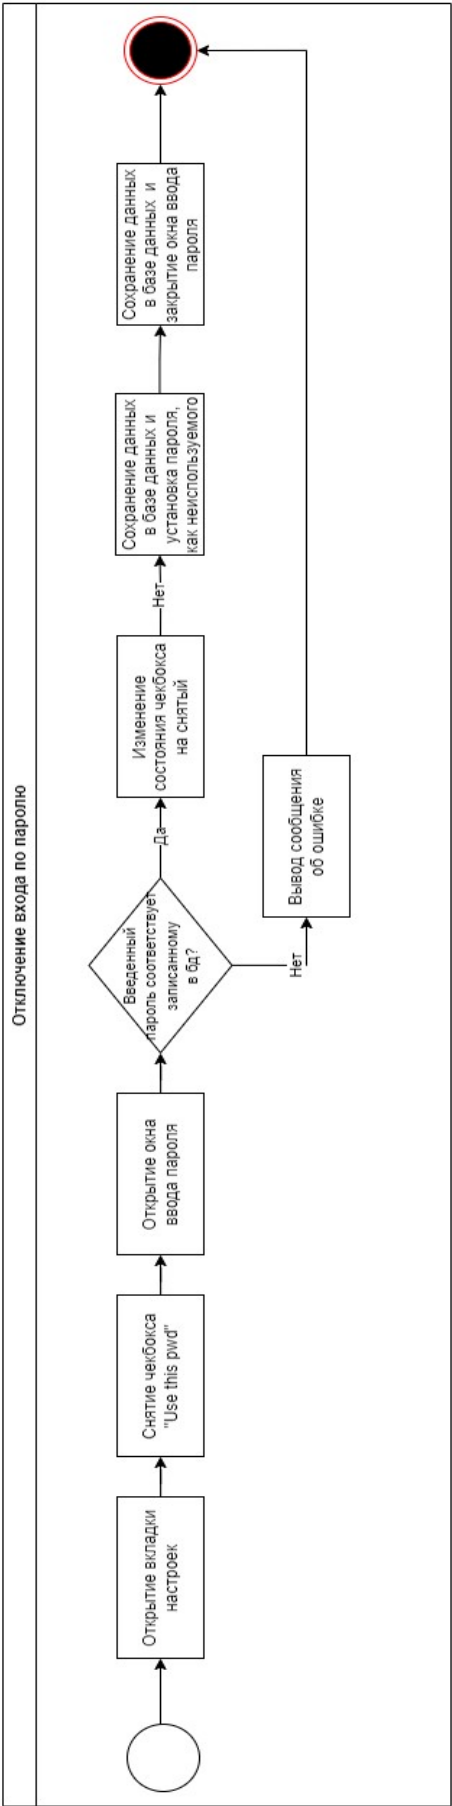 Отключение входа по паролю
Открытие вкладки
настроек
Снятие чекбокса
"Use this pwd"
Открытие окна
ввода пароля
Введенный
пароль соответствует
записанному
в бд?
Да
Нет
Изменение
состояния чекбокса
на снятый
Вывод сообщения
об ошибке
Нет
Сохранение данных
в базе данных и
установка пароля,
как неиспользуемого
Сохранение данных
в базе данных и
закрытие окна ввода
пароля